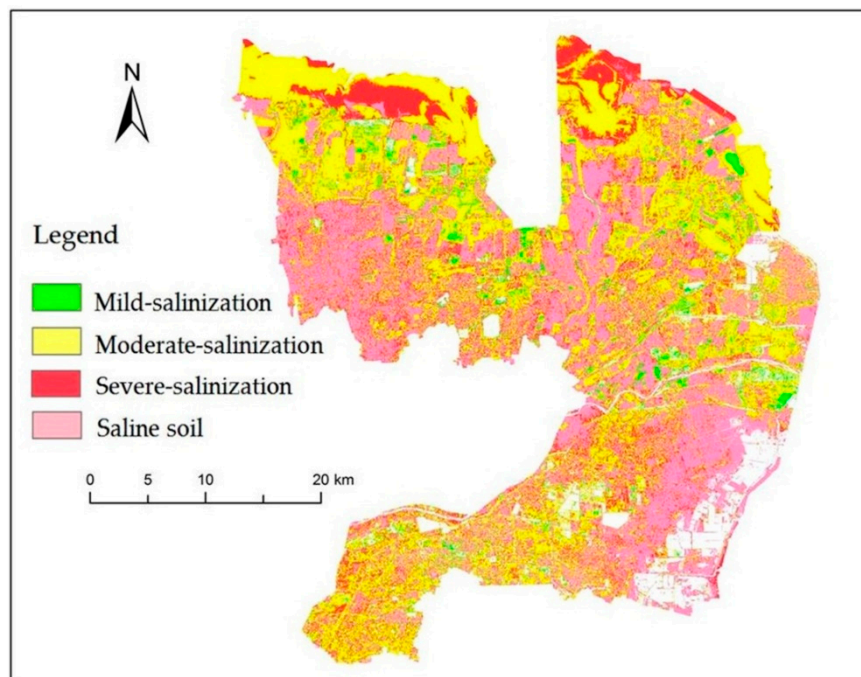 N
Legend
Mild-salinization
Moderate-salinization
Severe-salinization
Saline soil
0 5 10 20 km